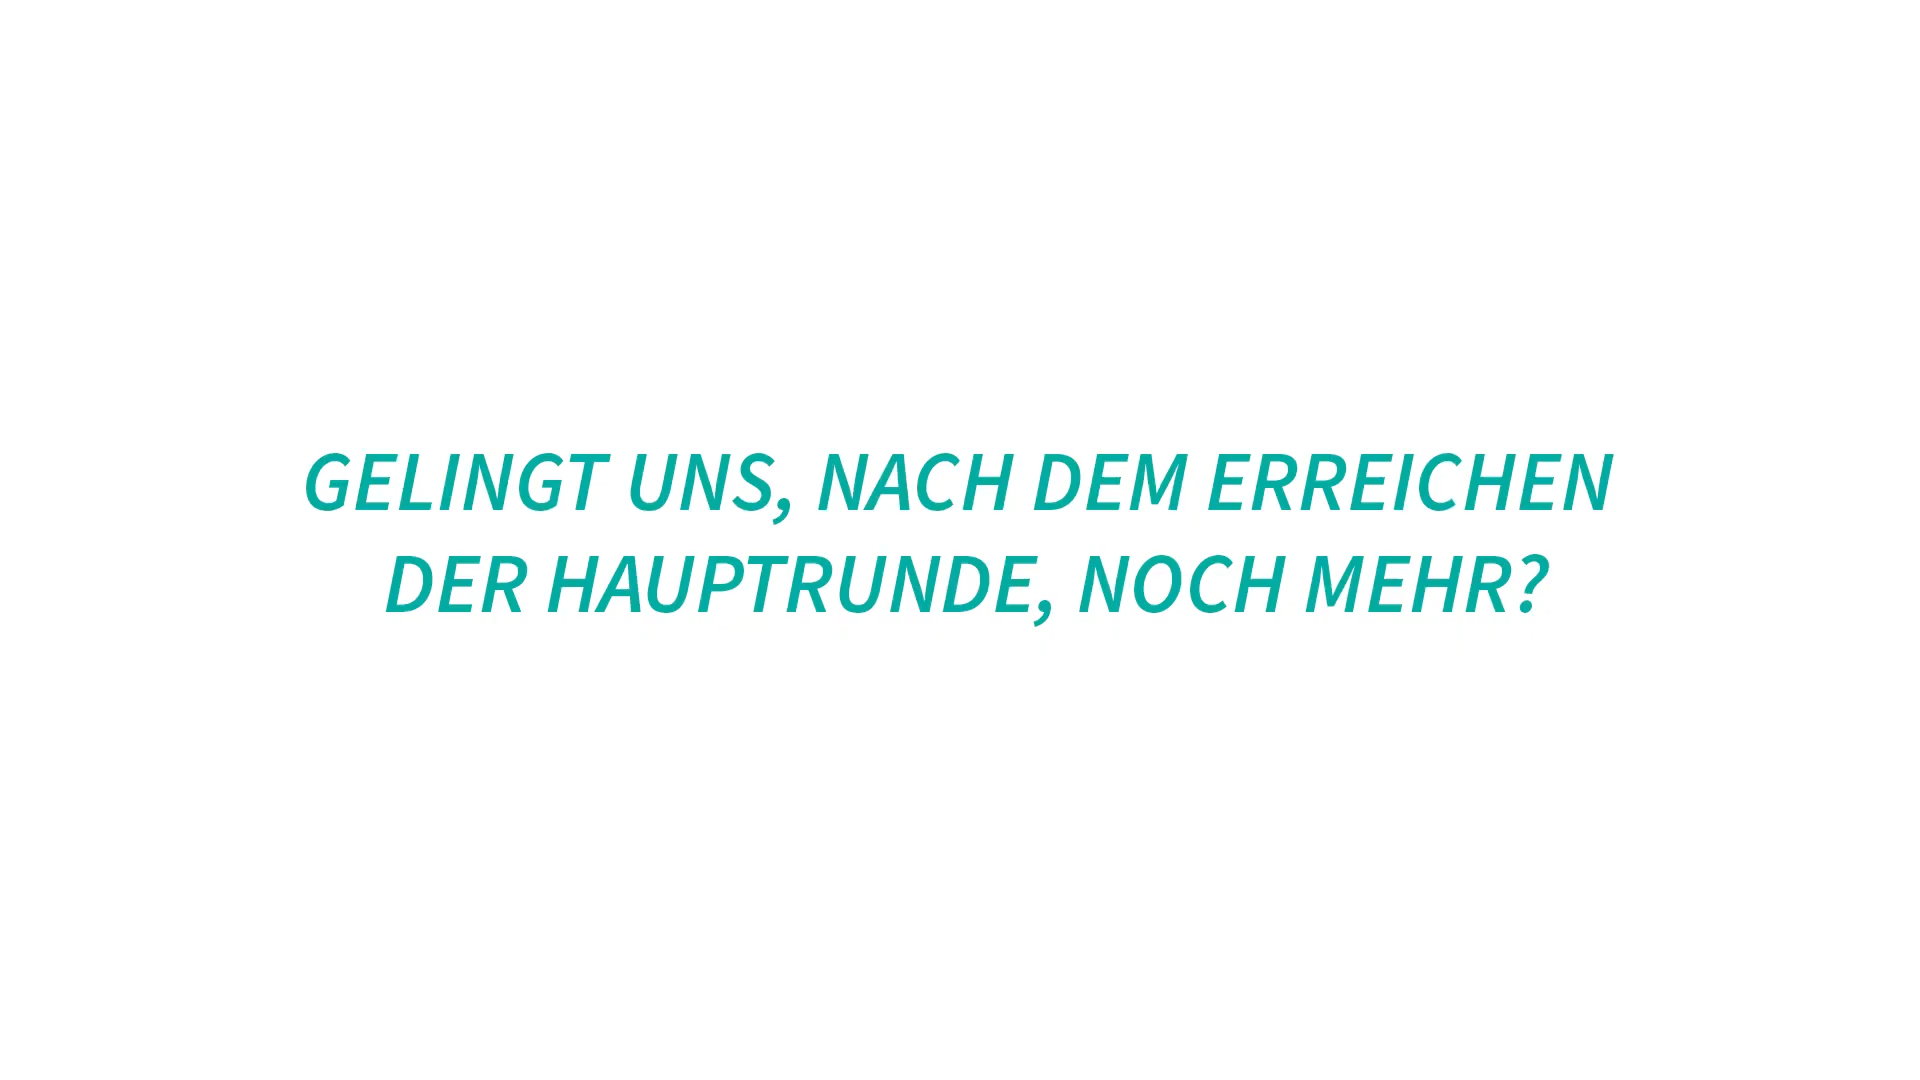 GELINGT UNS, NACH DEM ERREICHEN
DER HAUPTRUNDE, NOCH MEHR?